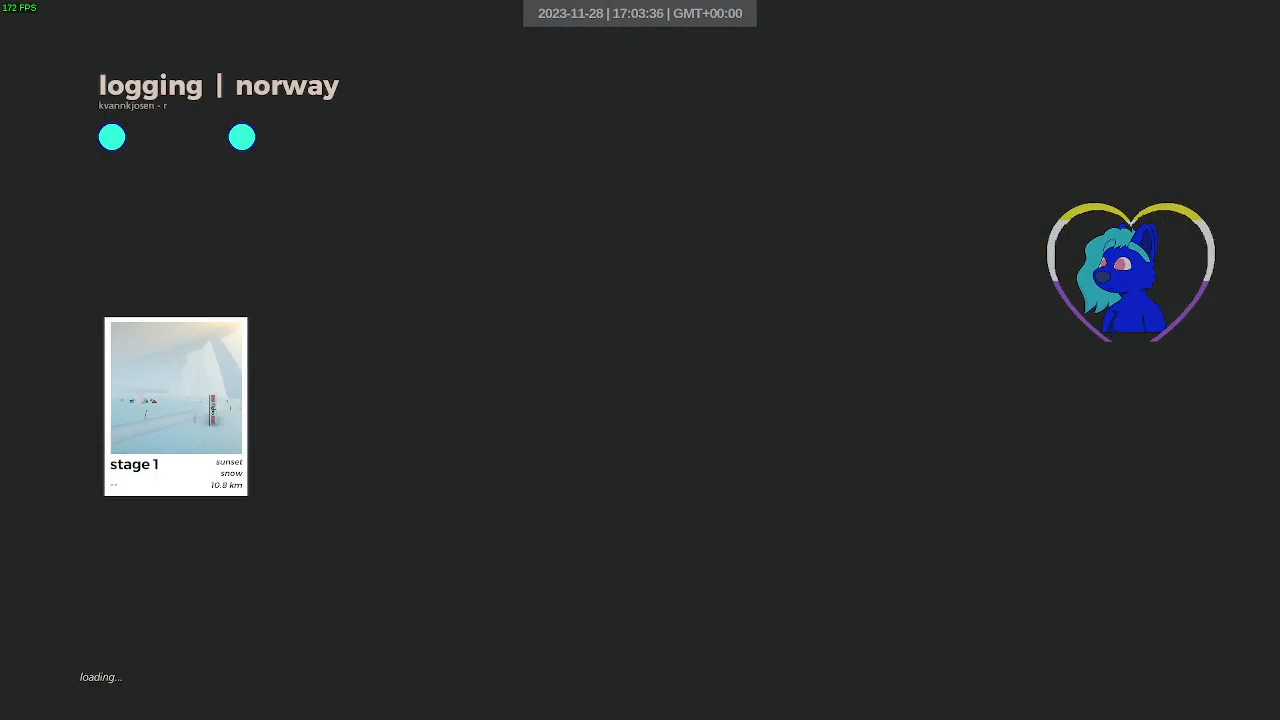 172 FPS
2023-11-28 | 17:03:36 | GMT+00:00
logging | norway
kvannkjosen - r
stage 1
sunset
snow
--
10.8 km
loading...